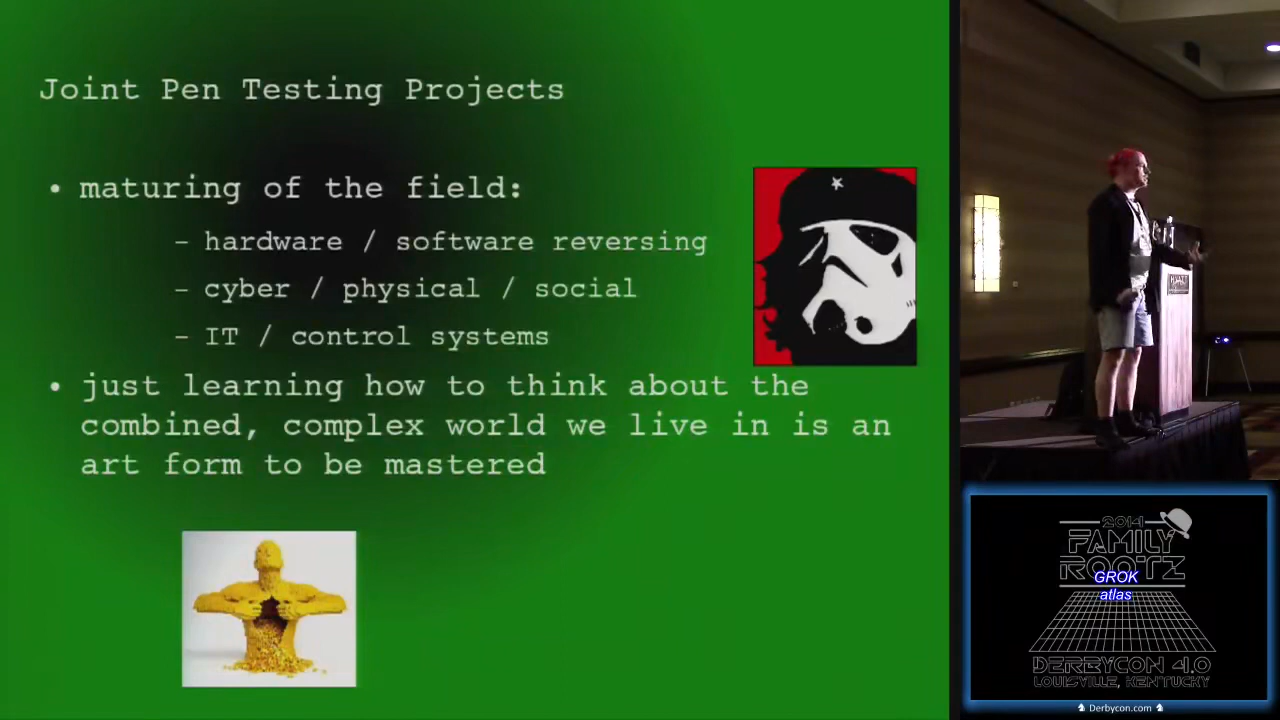 Joint Pen Testing Projects
• maturing of the field:
– hardware / software reversing
– cyber / physical / social
– IT / control systems
• just learning how to think about the
combined, complex world we live in is an
art form to be mastered
2014
FAMILY
ROOTZ
GROK
atlas
DERBYCON 4.0
LOUISVILLE, KENTUCKY
Derbycon.com